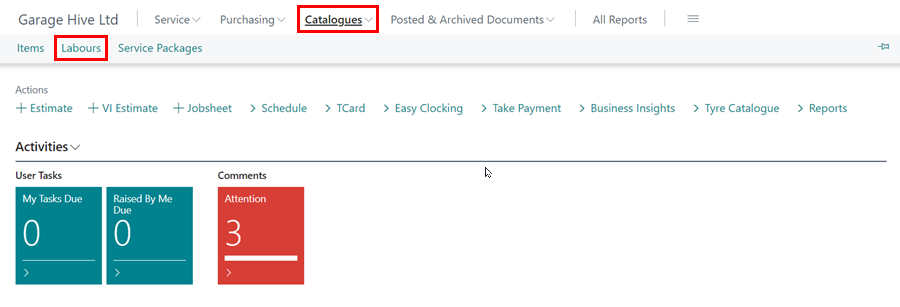 Garage Hive Ltd Service Purchasing Catalogues Posted & Archived Documents All Reports
Items Labours Service Packages
Actions
+ Estimate + VI Estimate + Jobsheet > Schedule > TCard > Easy Clocking > Take Payment > Business Insights > Tyre Catalogue > Reports
Activities
User Tasks Comments
My Tasks Due Raised By Me Due Attention
0 0 3